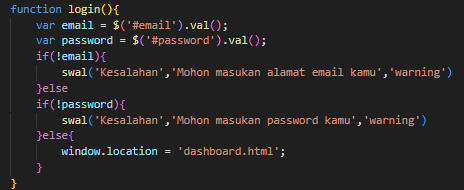 function login(){
var email = $('#email').val();
var password = $('#password').val();
if(!email){
swal('Kesalahan','Mohon masukan alamat email kamu','warning')
}else
if(!password){
swal('Kesalahan','Mohon masukan password kamu','warning')
}else{
window.location = 'dashboard.html';
}
}